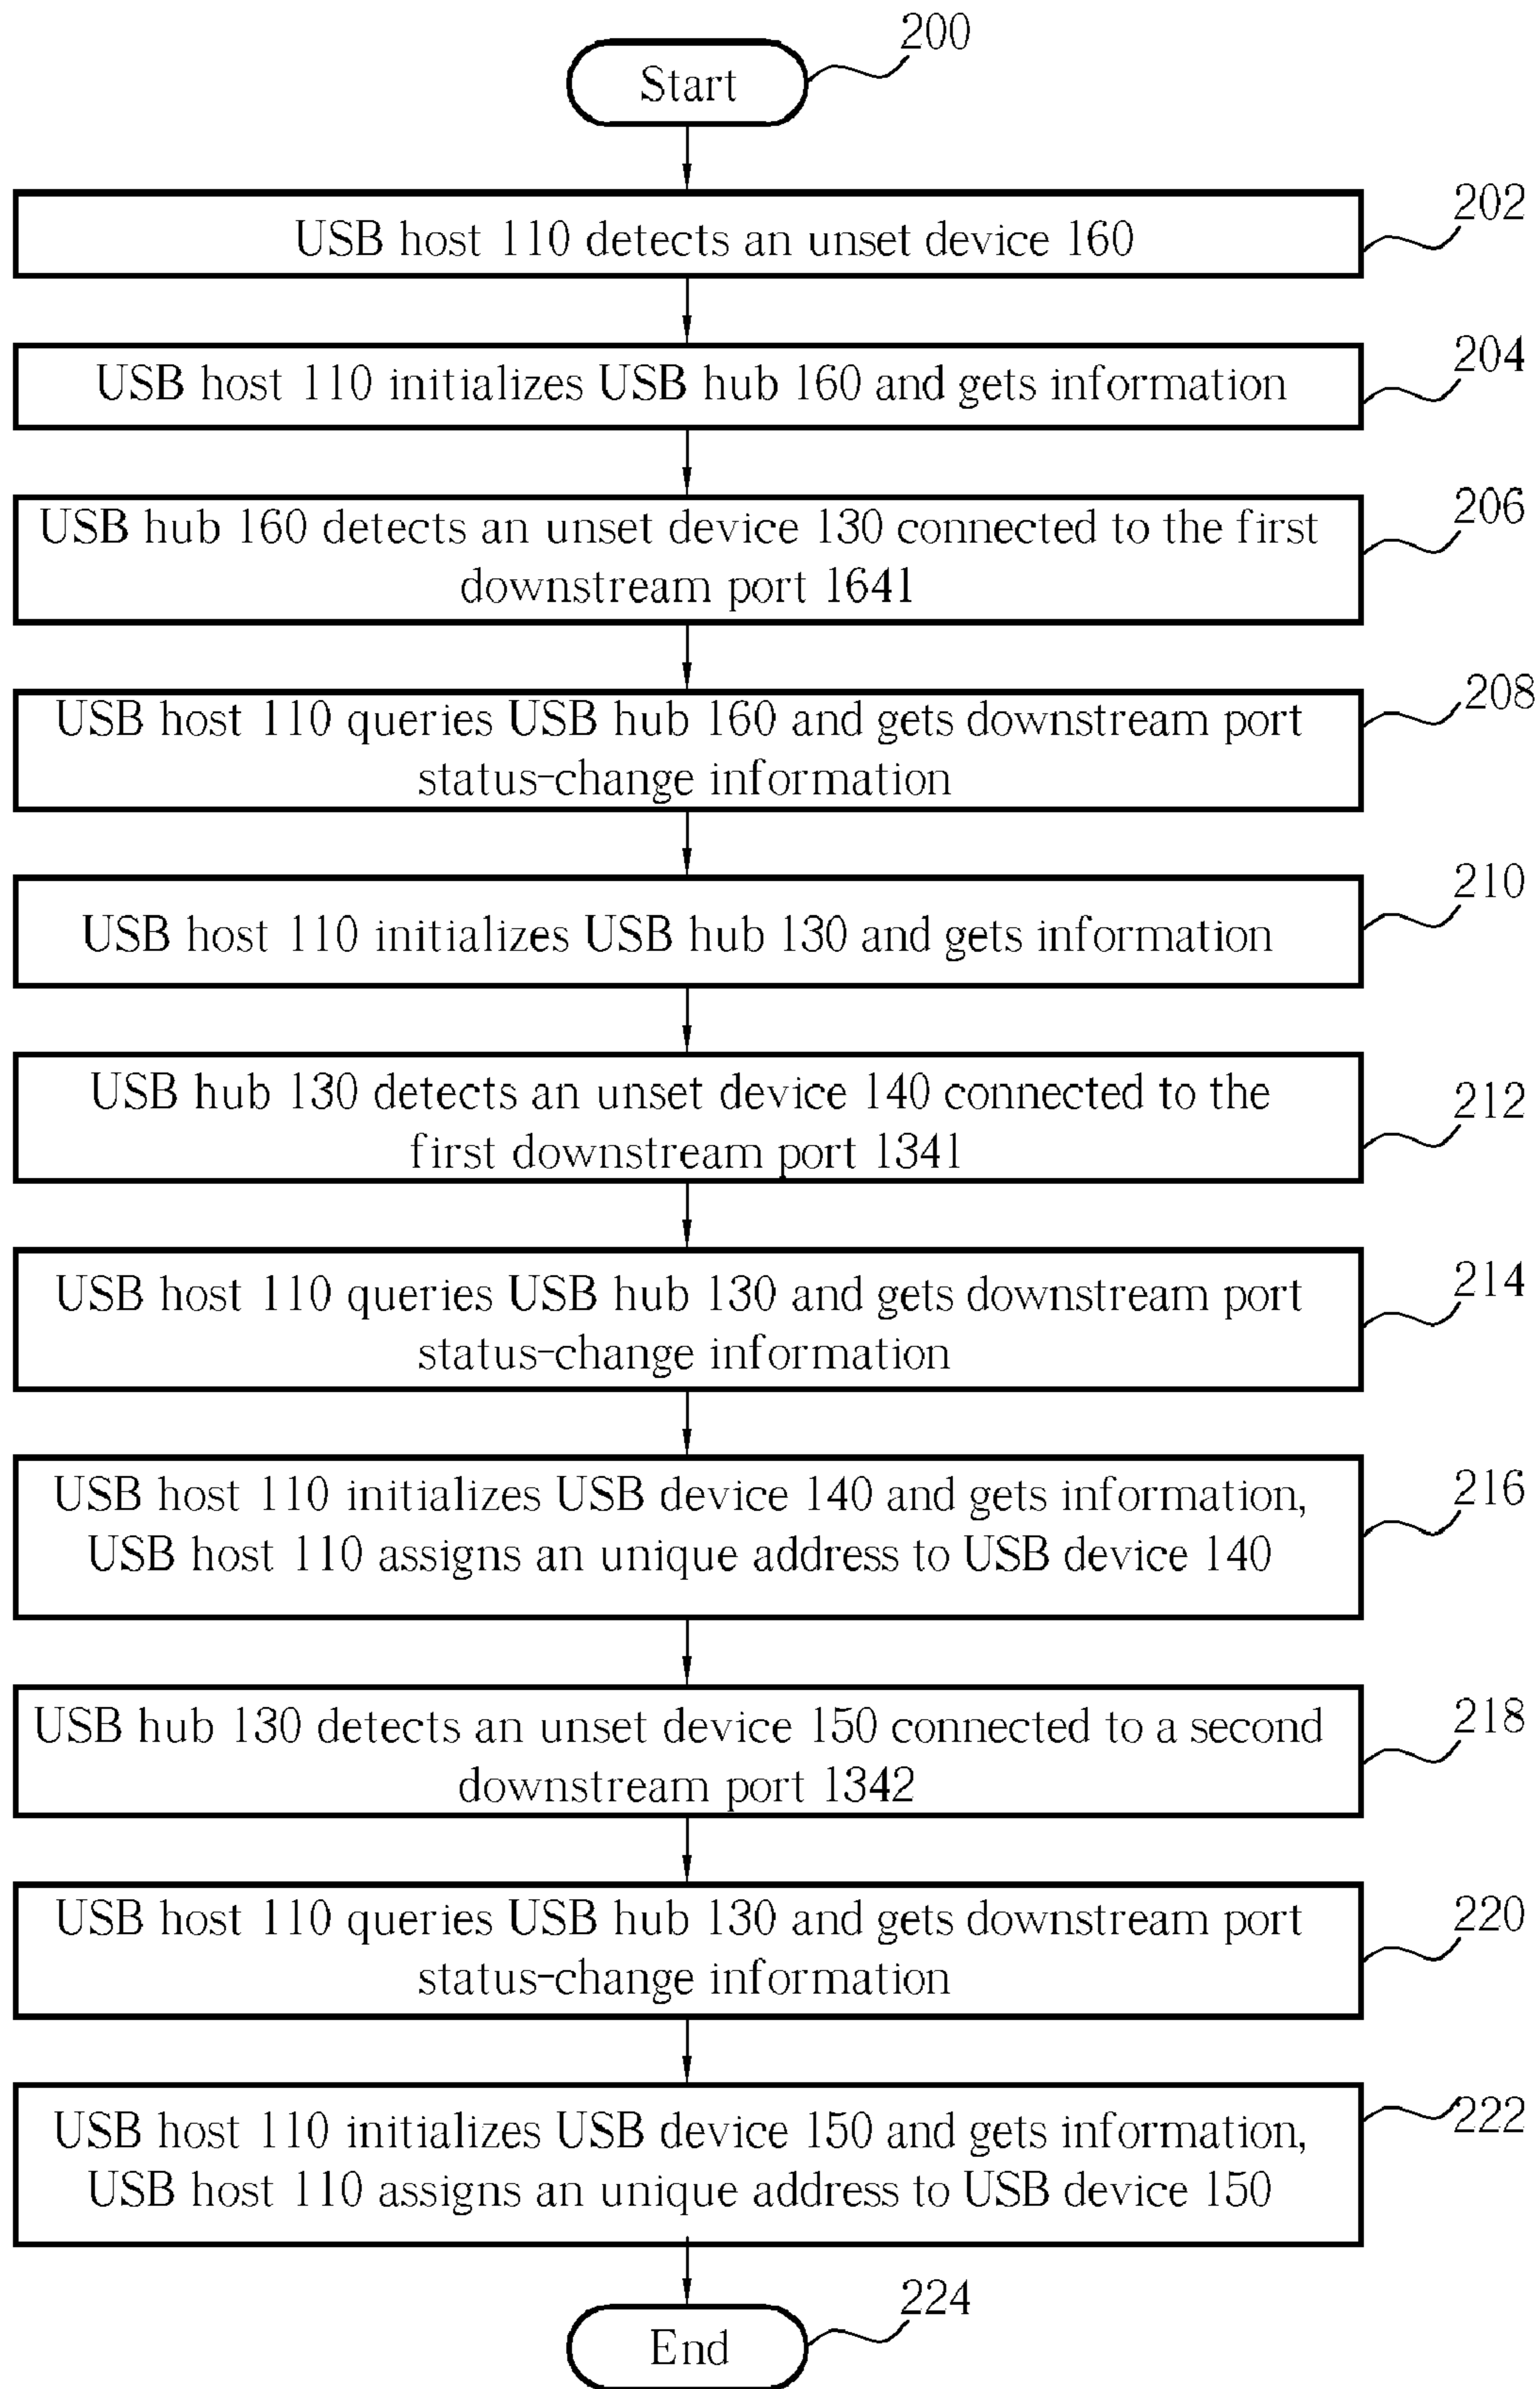 200
Start
202
USB host 110 detects an unset device 160
204
USB host 110 initializes USB hub 160 and gets information
206
USB hub 160 detects an unset device 130 connected to the first
downstream port 1641
208
USB host 110 queries USB hub 160 and gets downstream port
status-change information
210
USB host 110 initializes USB hub 130 and gets information
212
USB hub 130 detects an unset device 140 connected to the
first downstream port 1341
214
USB host 110 queries USB hub 130 and gets downstream port
status-change information
216
USB host 110 initializes USB device 140 and gets information,
USB host 110 assigns an unique address to USB device 140
218
USB hub 130 detects an unset device 150 connected to a second
downstream port 1342
220
USB host 110 queries USB hub 130 and gets downstream port
status-change information
222
USB host 110 initializes USB device 150 and gets information,
USB host 110 assigns an unique address to USB device 150
224
End